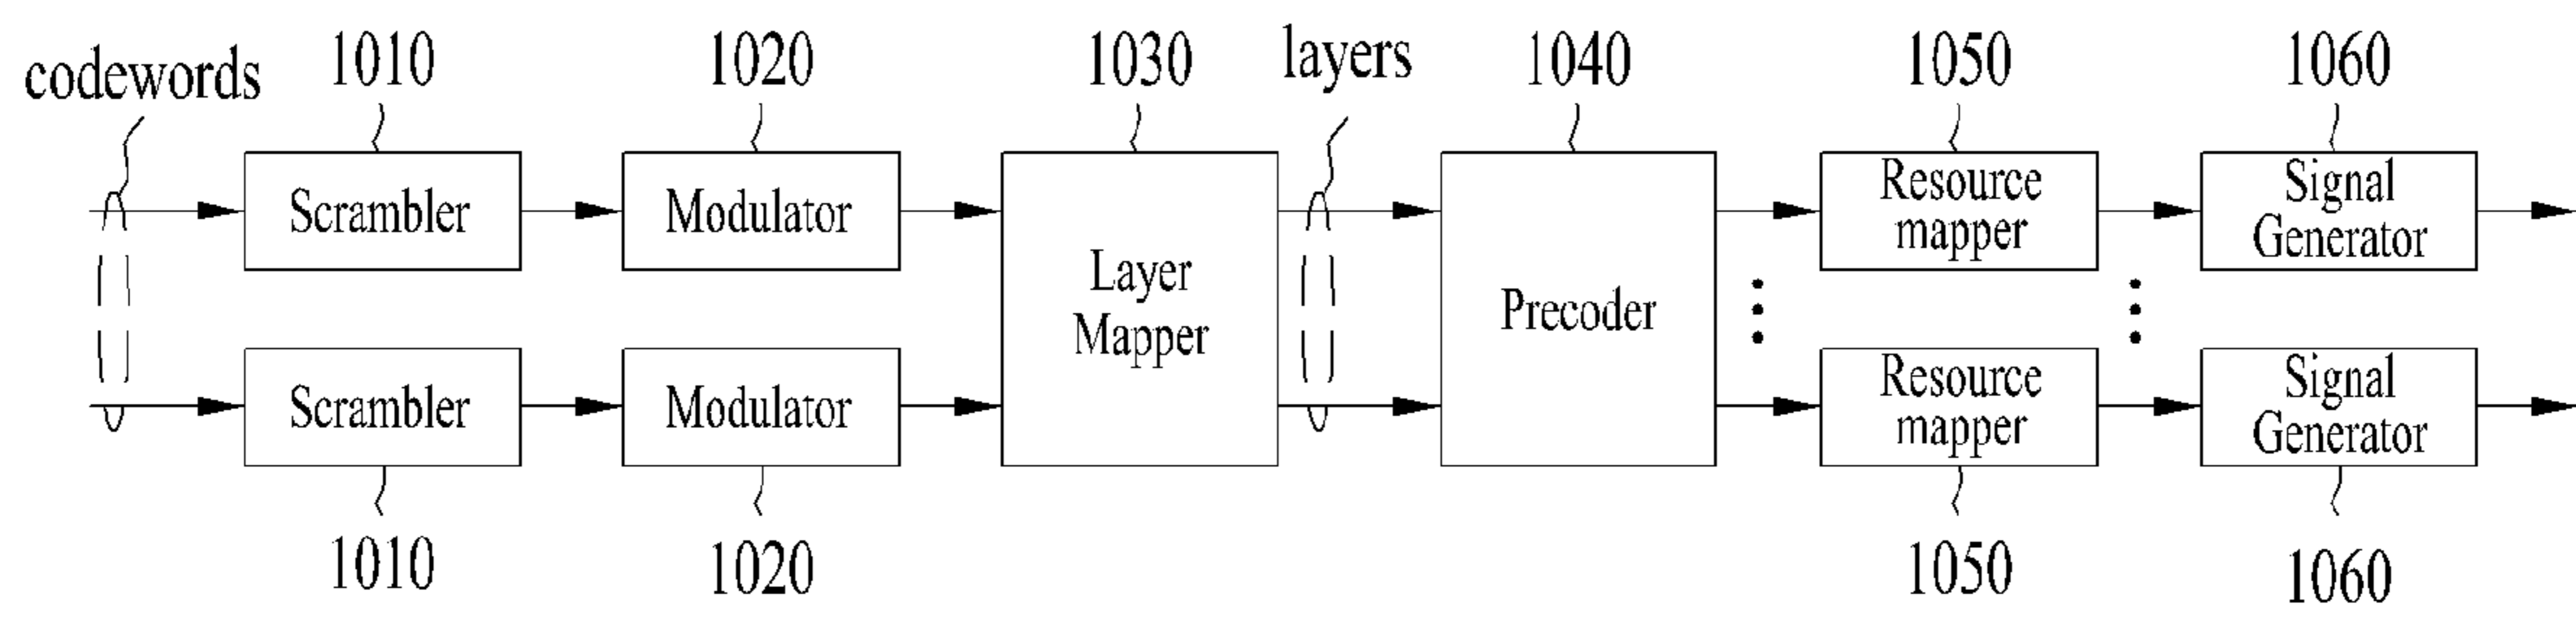 codewords
1010
1020
1030
layers
1040
1050
1060
Scrambler
Modulator
Layer
Mapper
Precoder
Resource
mapper
Signal
Generator
Scrambler
Modulator
Resource
mapper
Signal
Generator
1010
1020
1050
1060